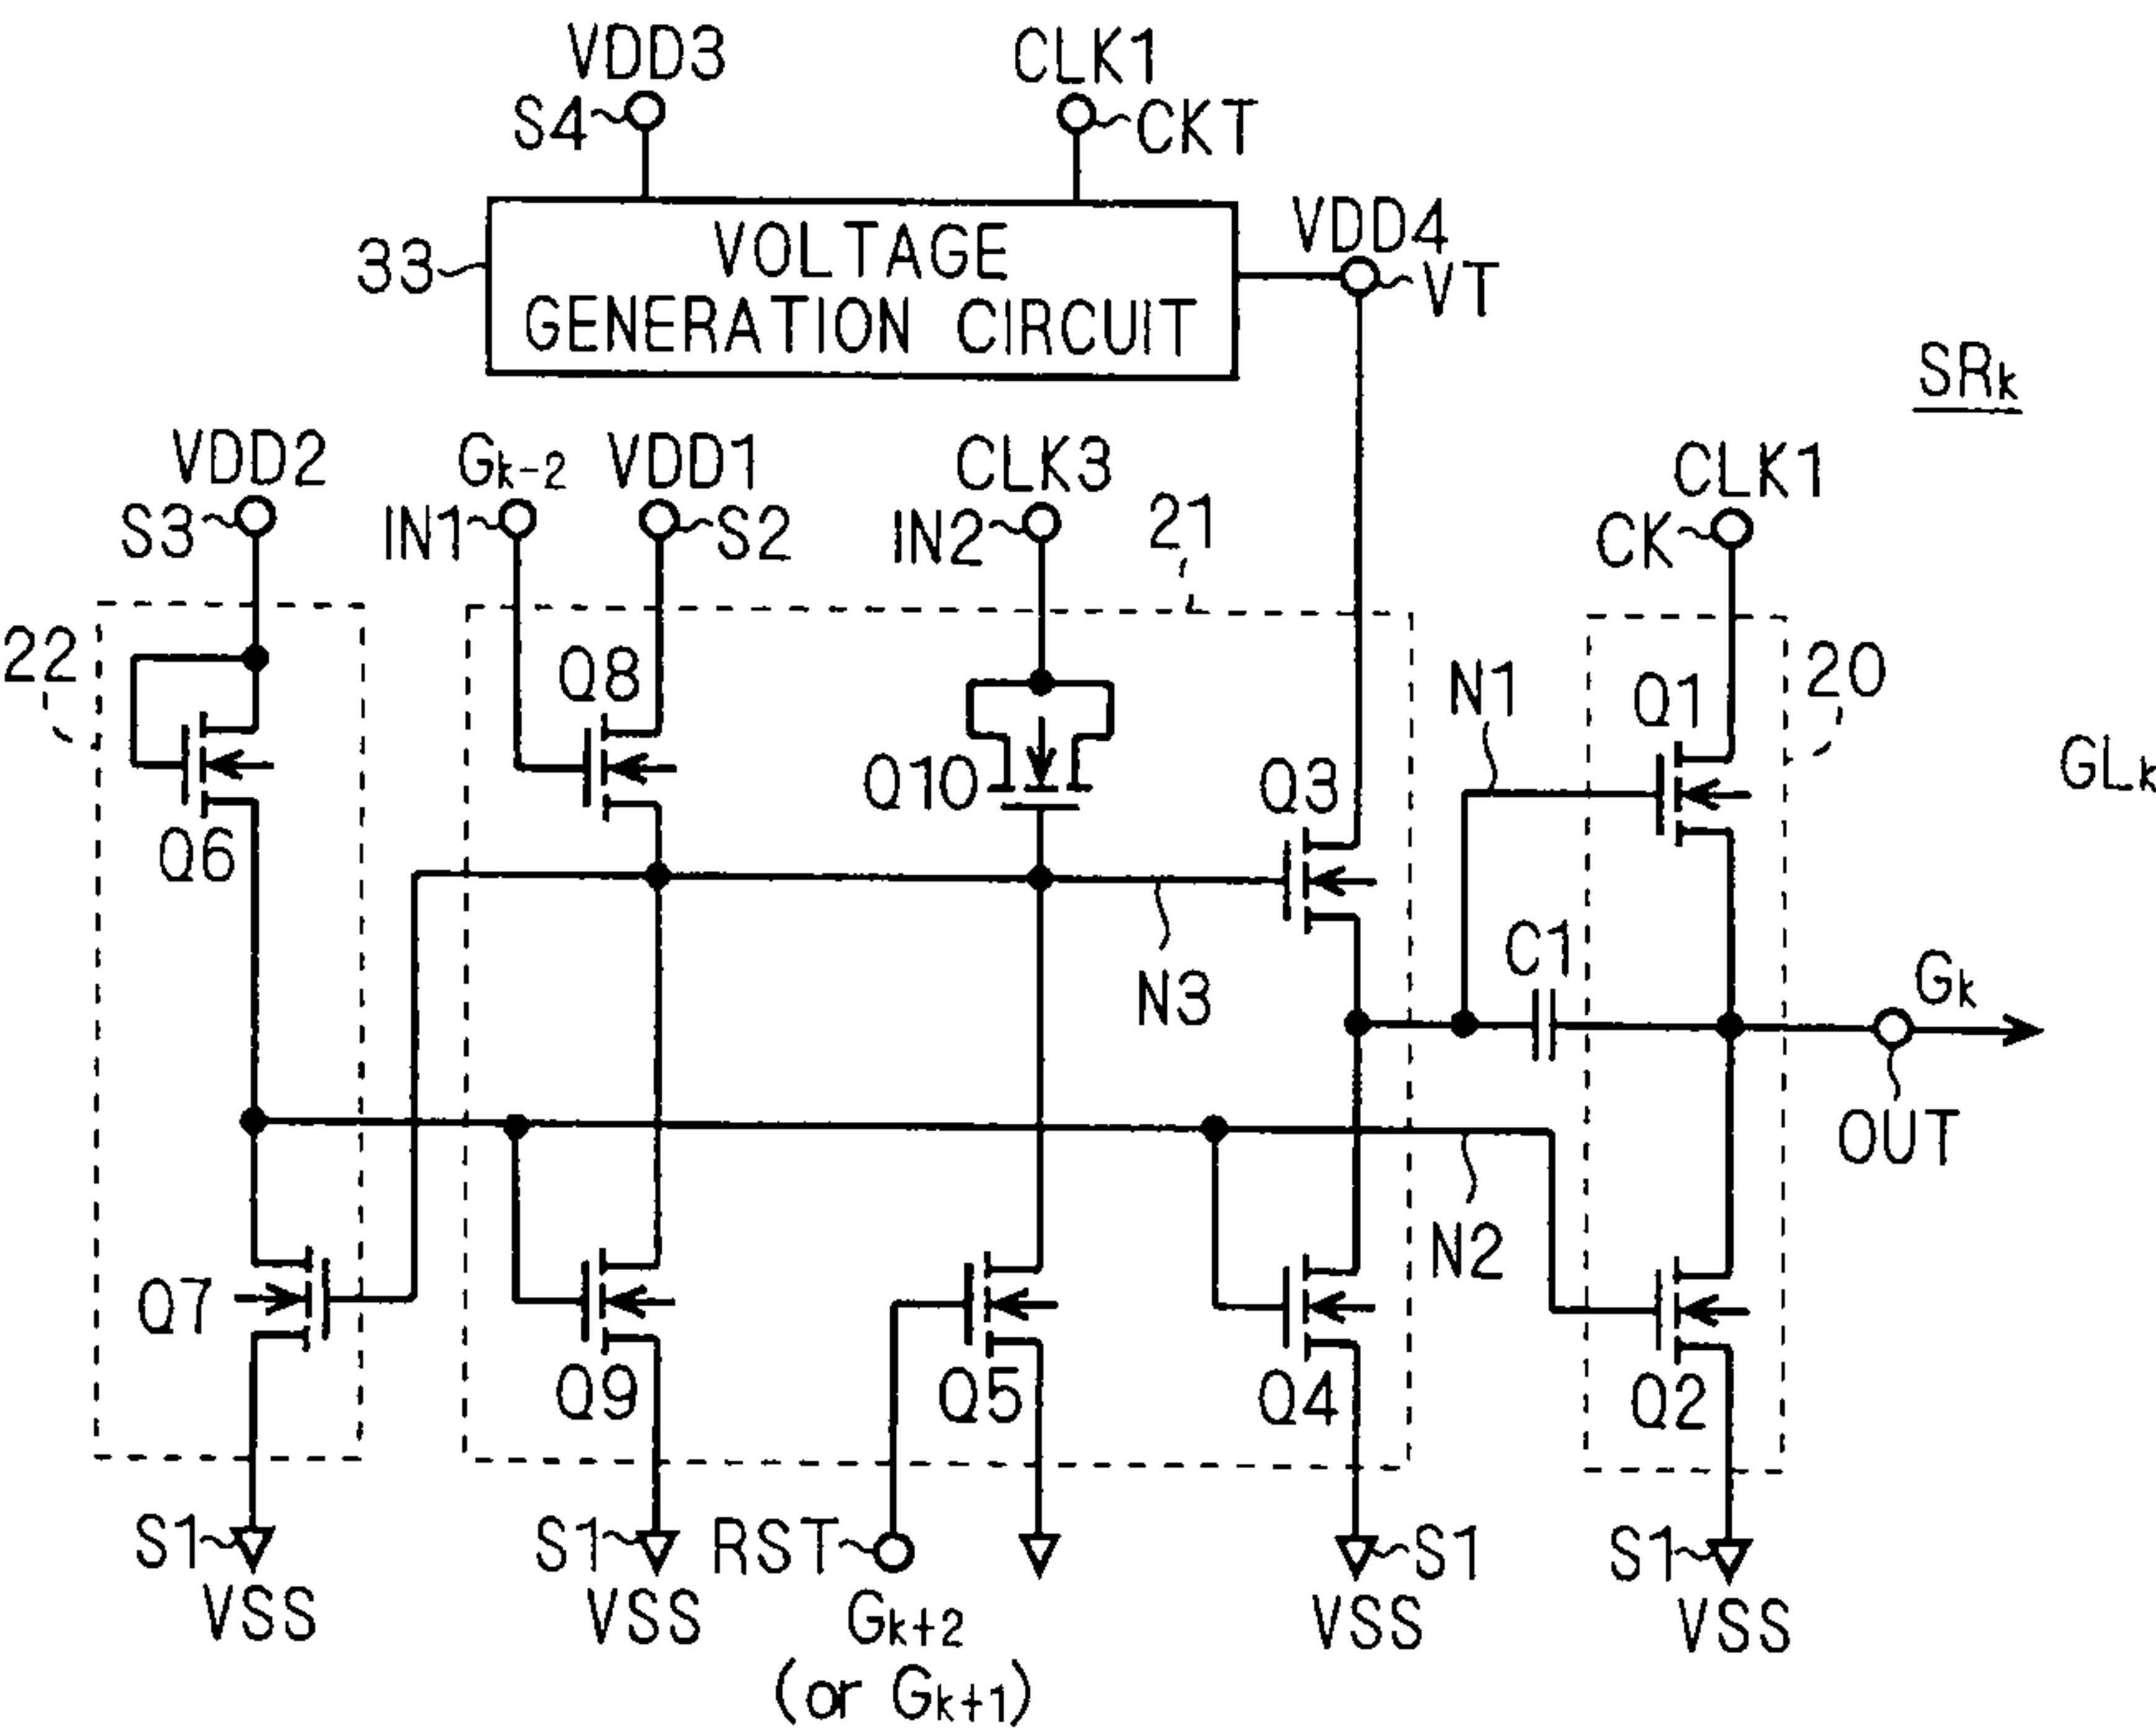 VDD3
CLK1
S4
CKT
VDD4
VT
33
VOLTAGE
GENERATION CIRCUIT
SRk
VDD2
Gk-2
VDD1
CLK3
CLK1
S3
IN1
S2
IN2
21
CK
22
Q8
N1
Q1
20
GLk
Q10
Q3
Q6
C1
Gk
N3
OUT
N2
Q7
Q9
Q5
Q4
Q2
S1
S1
RST
S1
S1
VSS
VSS
Gk+2
VSS
VSS
(or Gk+1)